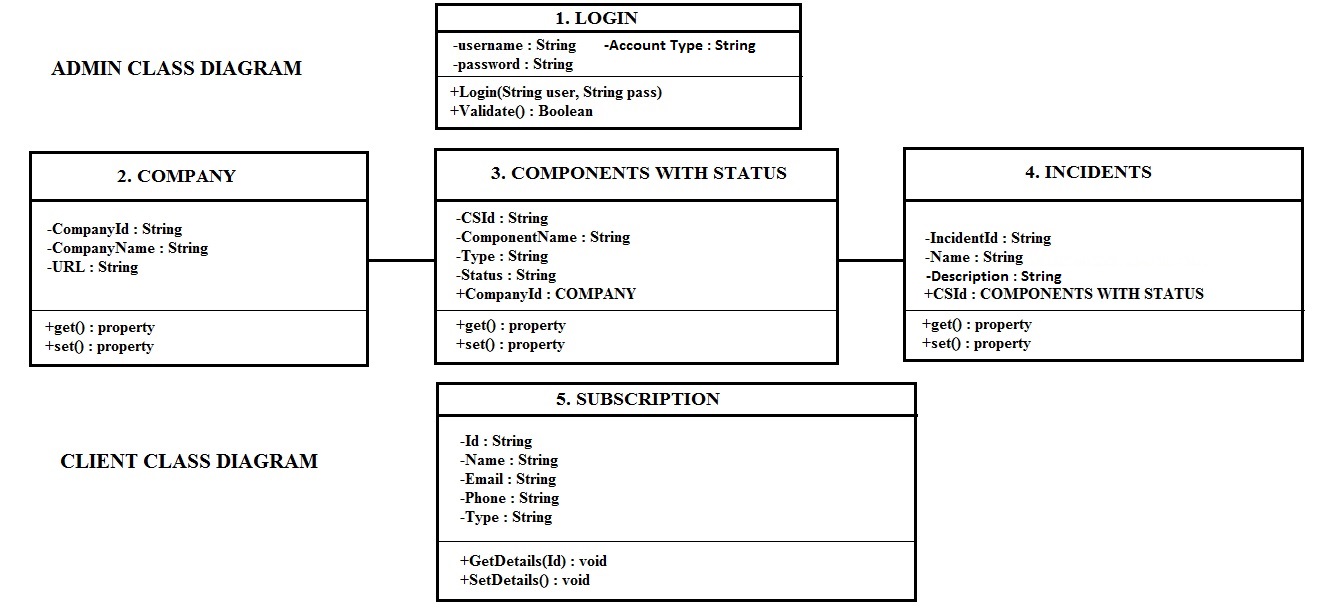 ADMIN CLASS DIAGRAM
1. LOGIN
-username : String -Account Type : String
-password : String
+Login(String user, String pass)
+Validate() : Boolean
2. COMPANY
-CompanyId : String
-CompanyName : String
-URL : String
+get() : property
+set() : property
3. COMPONENTS WITH STATUS
-CSId : String
-ComponentName : String
-Type : String
-Status : String
+CompanyId : COMPANY
+get() : property
+set() : property
4. INCIDENTS
-IncidentId : String
-Name : String
-Description : String
+CSId : COMPONENTS WITH STATUS
+get() : property
+set() : property
CLIENT CLASS DIAGRAM
5. SUBSCRIPTION
-Id : String
-Name : String
-Email : String
-Phone : String
-Type : String
+GetDetails(Id) : void
+SetDetails() : void